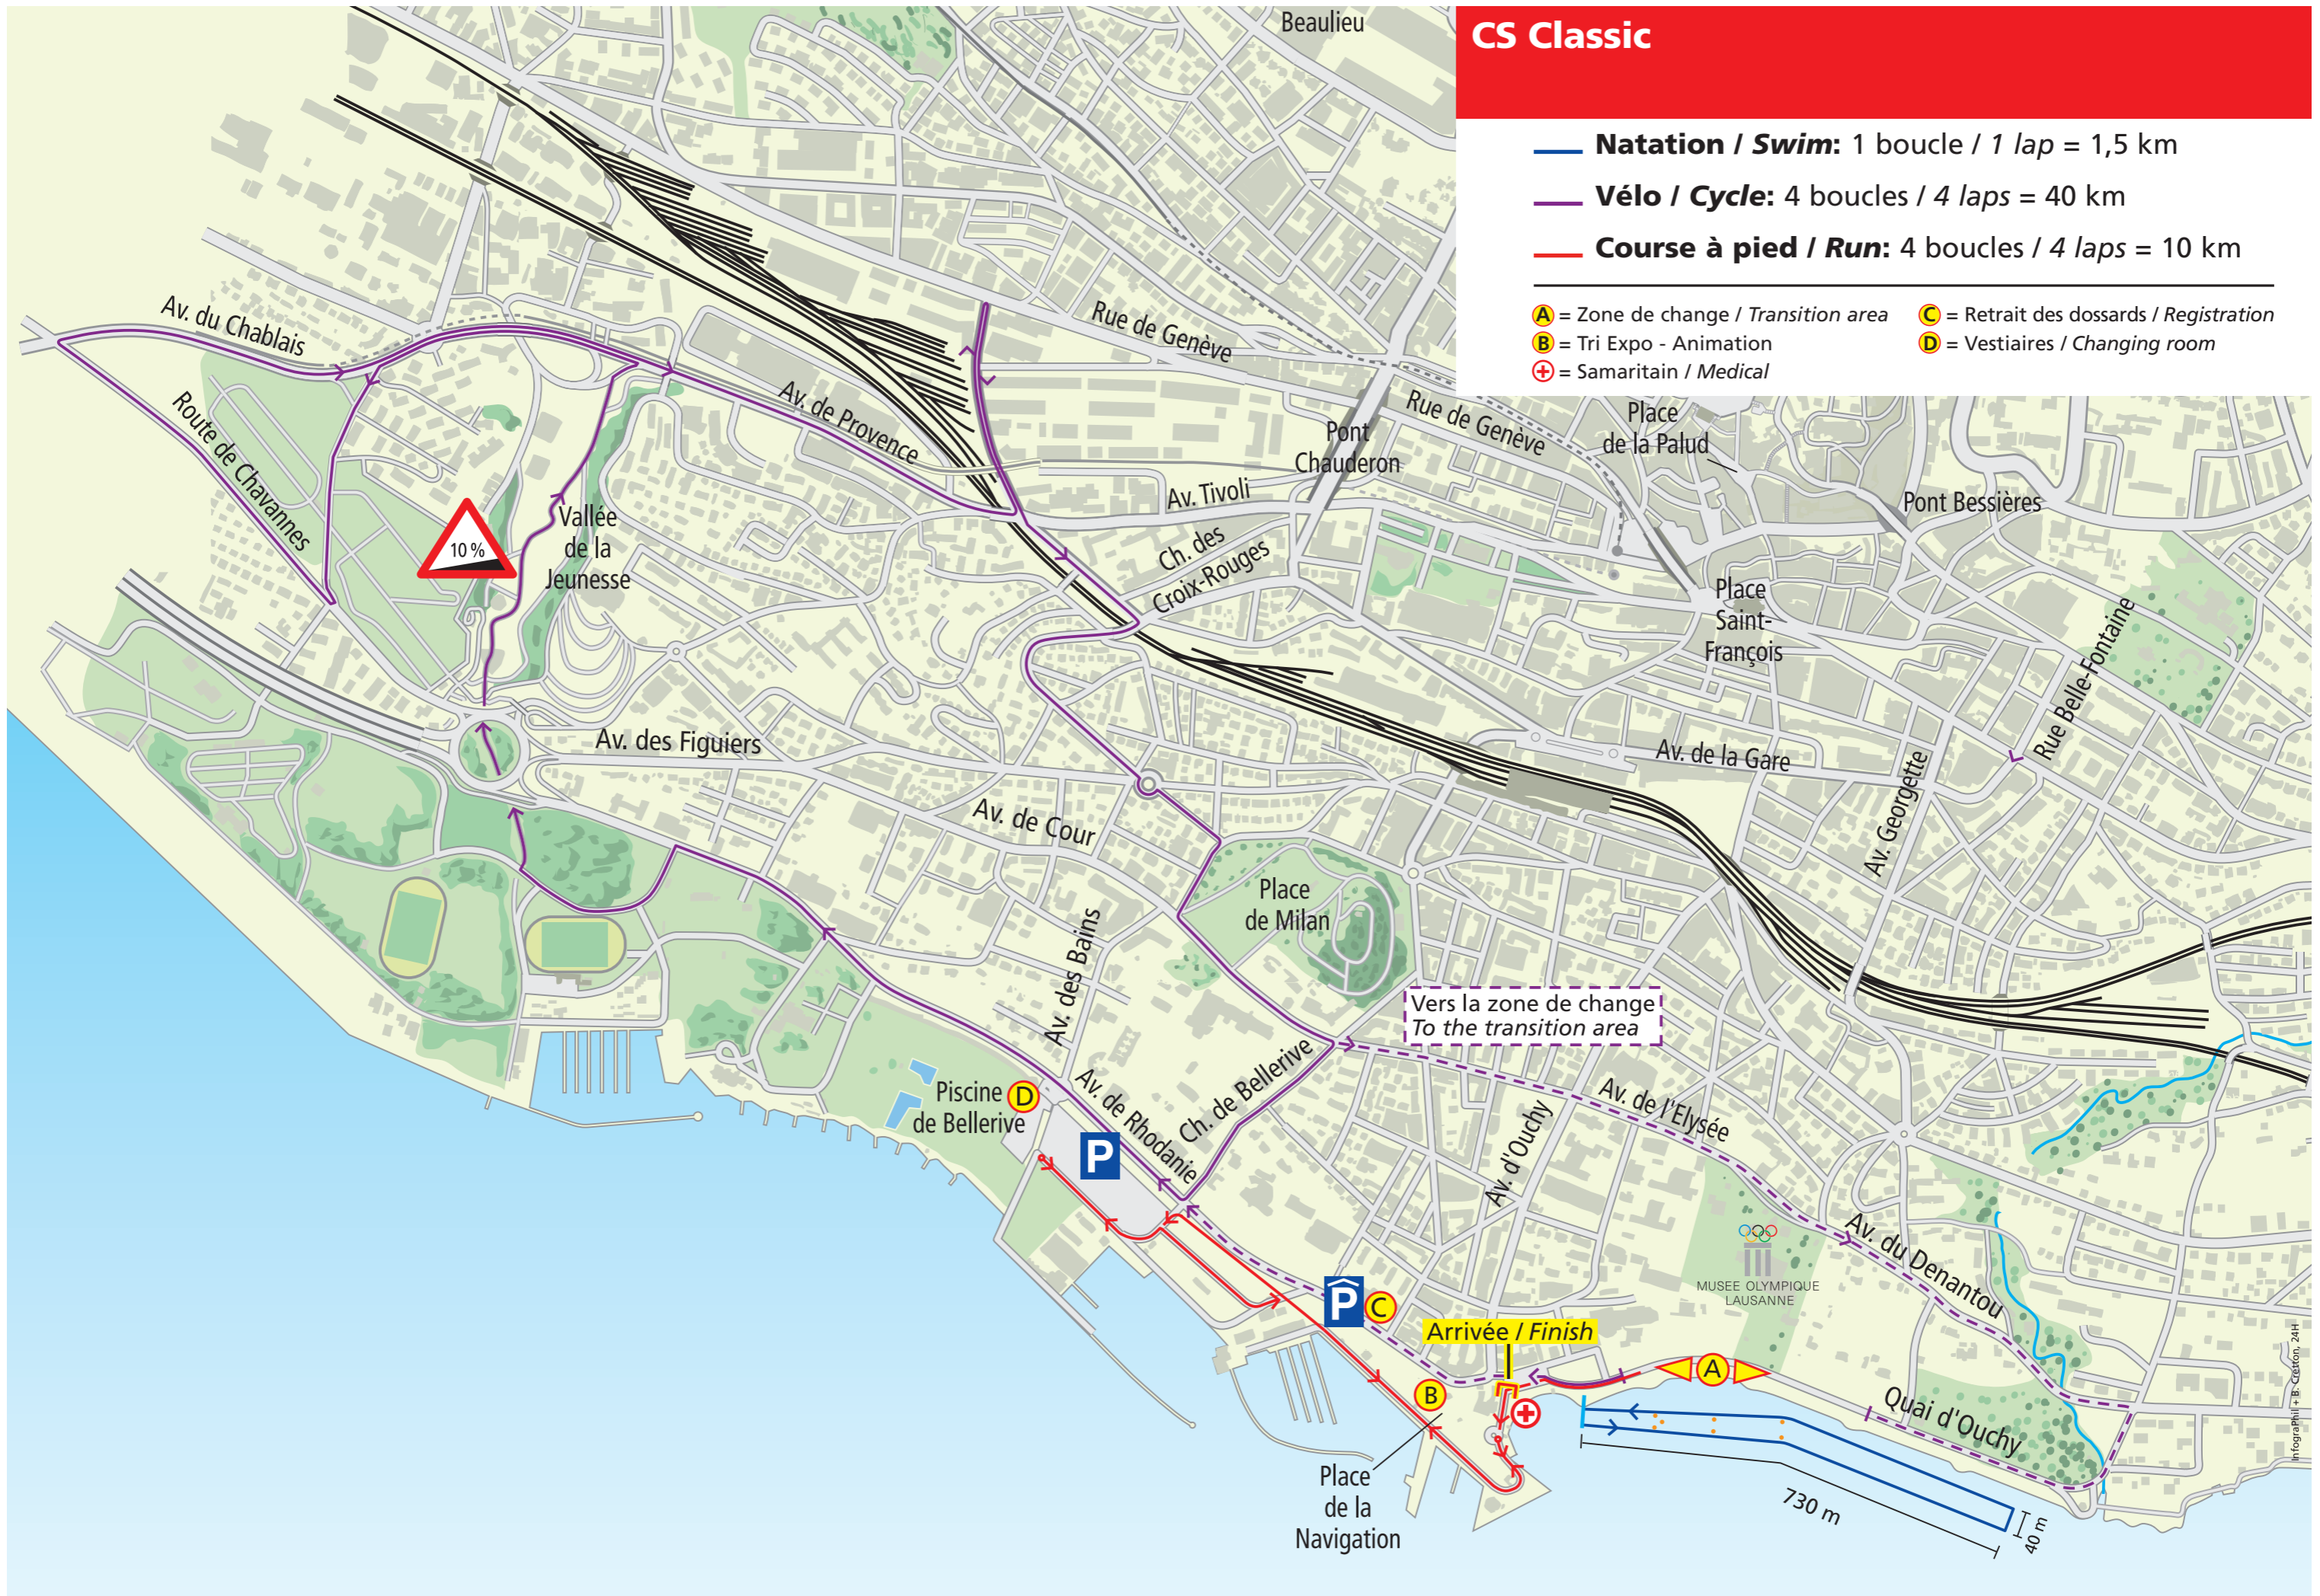 Beaulieu
CS Classic
Natation / Swim: 1 boucle / 1 lap = 1,5 km
Vélo / Cycle: 4 boucles / 4 laps = 40 km
Course à pied / Run: 4 boucles / 4 laps = 10 km
A = Zone de change / Transition area
C = Retrait des dossards / Registration
B = Tri Expo - Animation
D = Vestiaires / Changing room
= Samaritain / Medical
Av. du Chablais
Rue de Genève
Av. de Provence
Route de Chavannes
Rue de Genève
Place
de la Palud
Pont
Chauderon
Av. Tivoli
Pont Bessières
10 %
Vallée
de la
Jeunesse
Ch. des
Croix-Rouges
Place
Saint-
François
Rue Belle-Fontaine
Av. des Figuiers
Av. de la Gare
Av. Georgette
Av. de Cour
Place
de Milan
Av. des Bains
Vers la zone de change
To the transition area
Piscine
de Bellerive
D
P
Av. de Rhodanie
Ch. de Bellerive
Av. de l'Elysée
Av. d'Ouchy
Av. du Denantou
MUSEE OLYMPIQUE
LAUSANNE
P
C
Arrivée / Finish
A
B
Quai d'Ouchy
Place
de la
Navigation
730 m
40 m
InfograPhil + B. Cretton, 24H